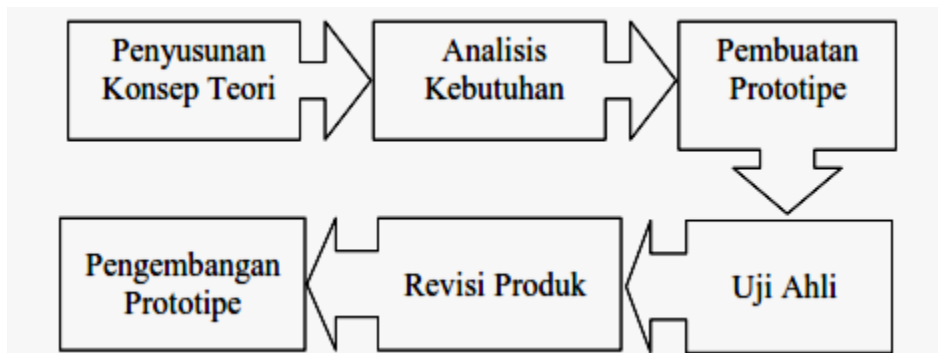 Penyusunan
Konsep Teori
Analisis
Kebutuhan
Pembuatan
Prototipe
Uji Ahli
Revisi Produk
Pengembangan
Prototipe